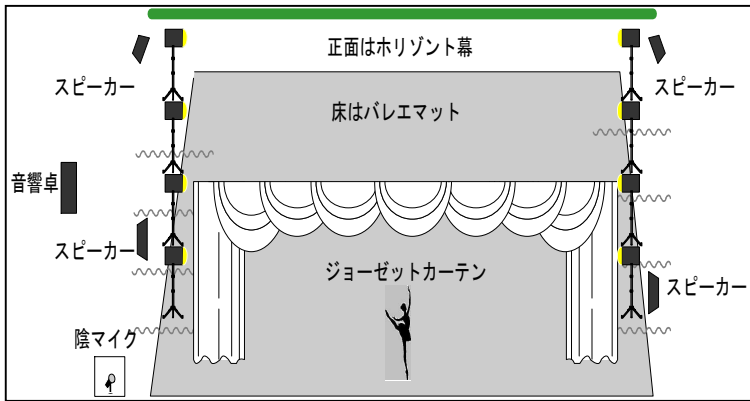 正面はホリゾント幕
スピーカー
スピーカー
床はバレエマット
音響卓
スピーカー
ジョーゼットカーテン
スピーカー
陰マイク